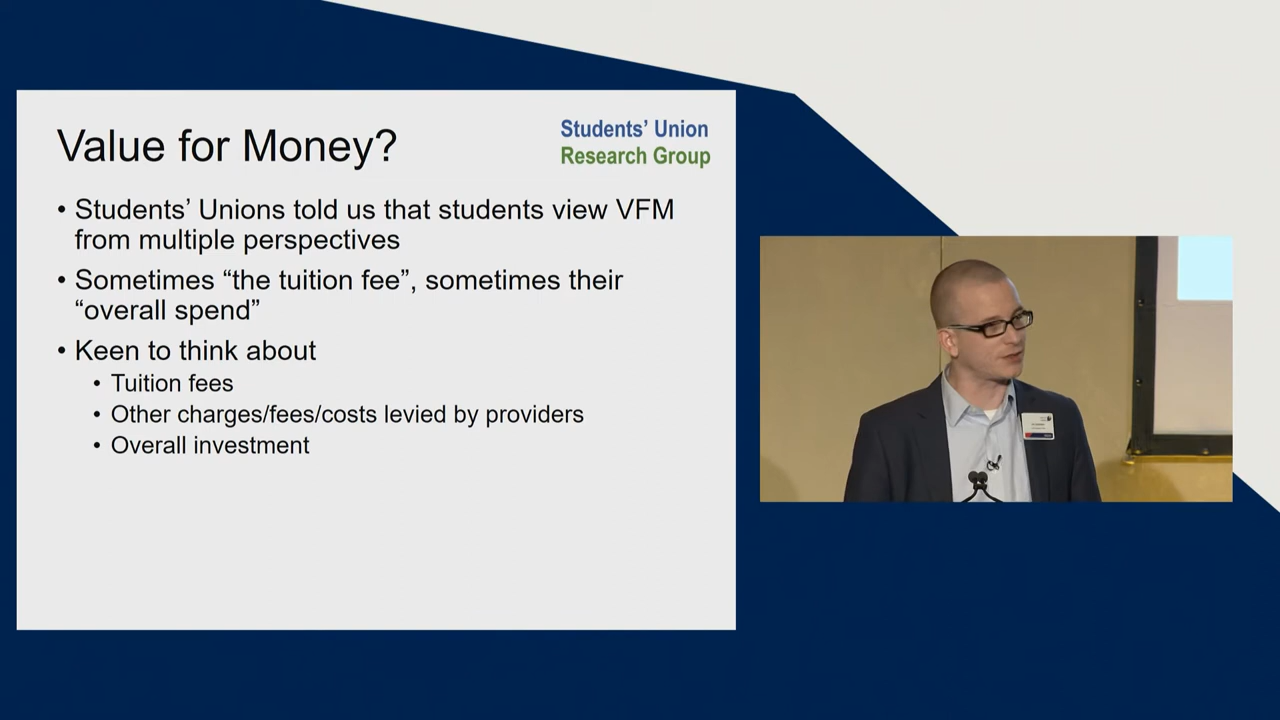 Value for Money?
Students’ Union
Research Group
• Students’ Unions told us that students view VFM
from multiple perspectives
• Sometimes “the tuition fee”, sometimes their
“overall spend”
• Keen to think about
• Tuition fees
• Other charges/fees/costs levied by providers
• Overall investment